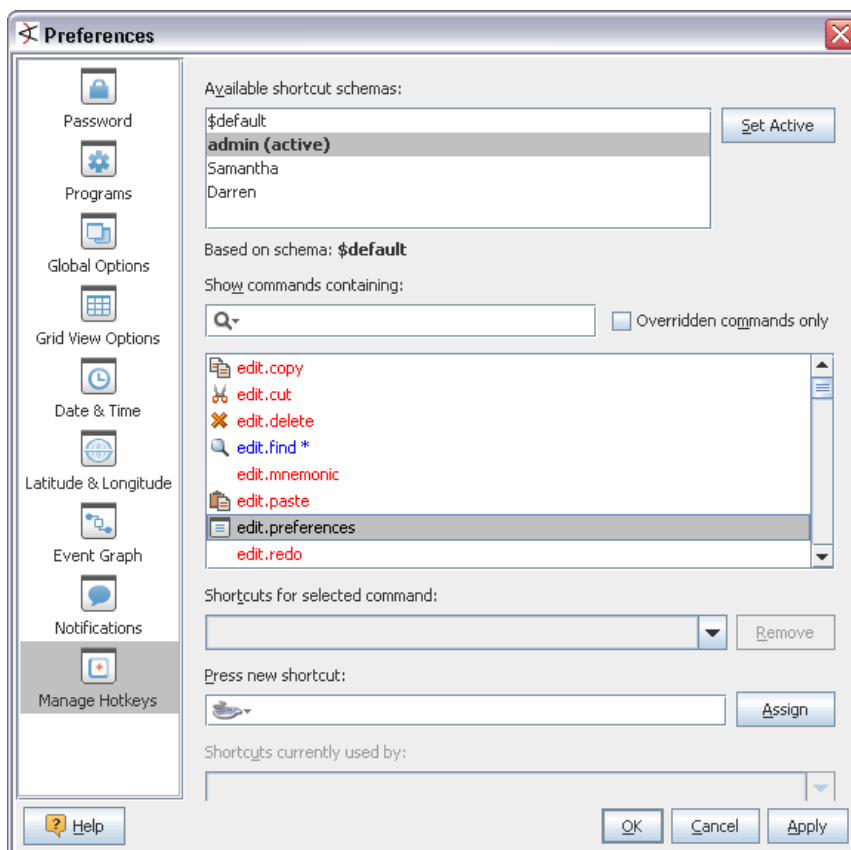 Preferences
Password
Programs
Global Options
Grid View Options
Date & Time
Latitude & Longitude
Event Graph
Notifications
Manage Hotkeys
Available shortcut schemas:
$default
admin (active)
Samantha
Darren
Set Active
Based on schema: $default
Show commands containing:
Overridden commands only
edit.copy
edit.cut
edit.delete
edit.find *
edit.mnemonic
edit.paste
edit.preferences
edit.redo
Shortcuts for selected command:
Remove
Press new shortcut:
Assign
Shortcuts currently used by:
Help
OK
Cancel
Apply